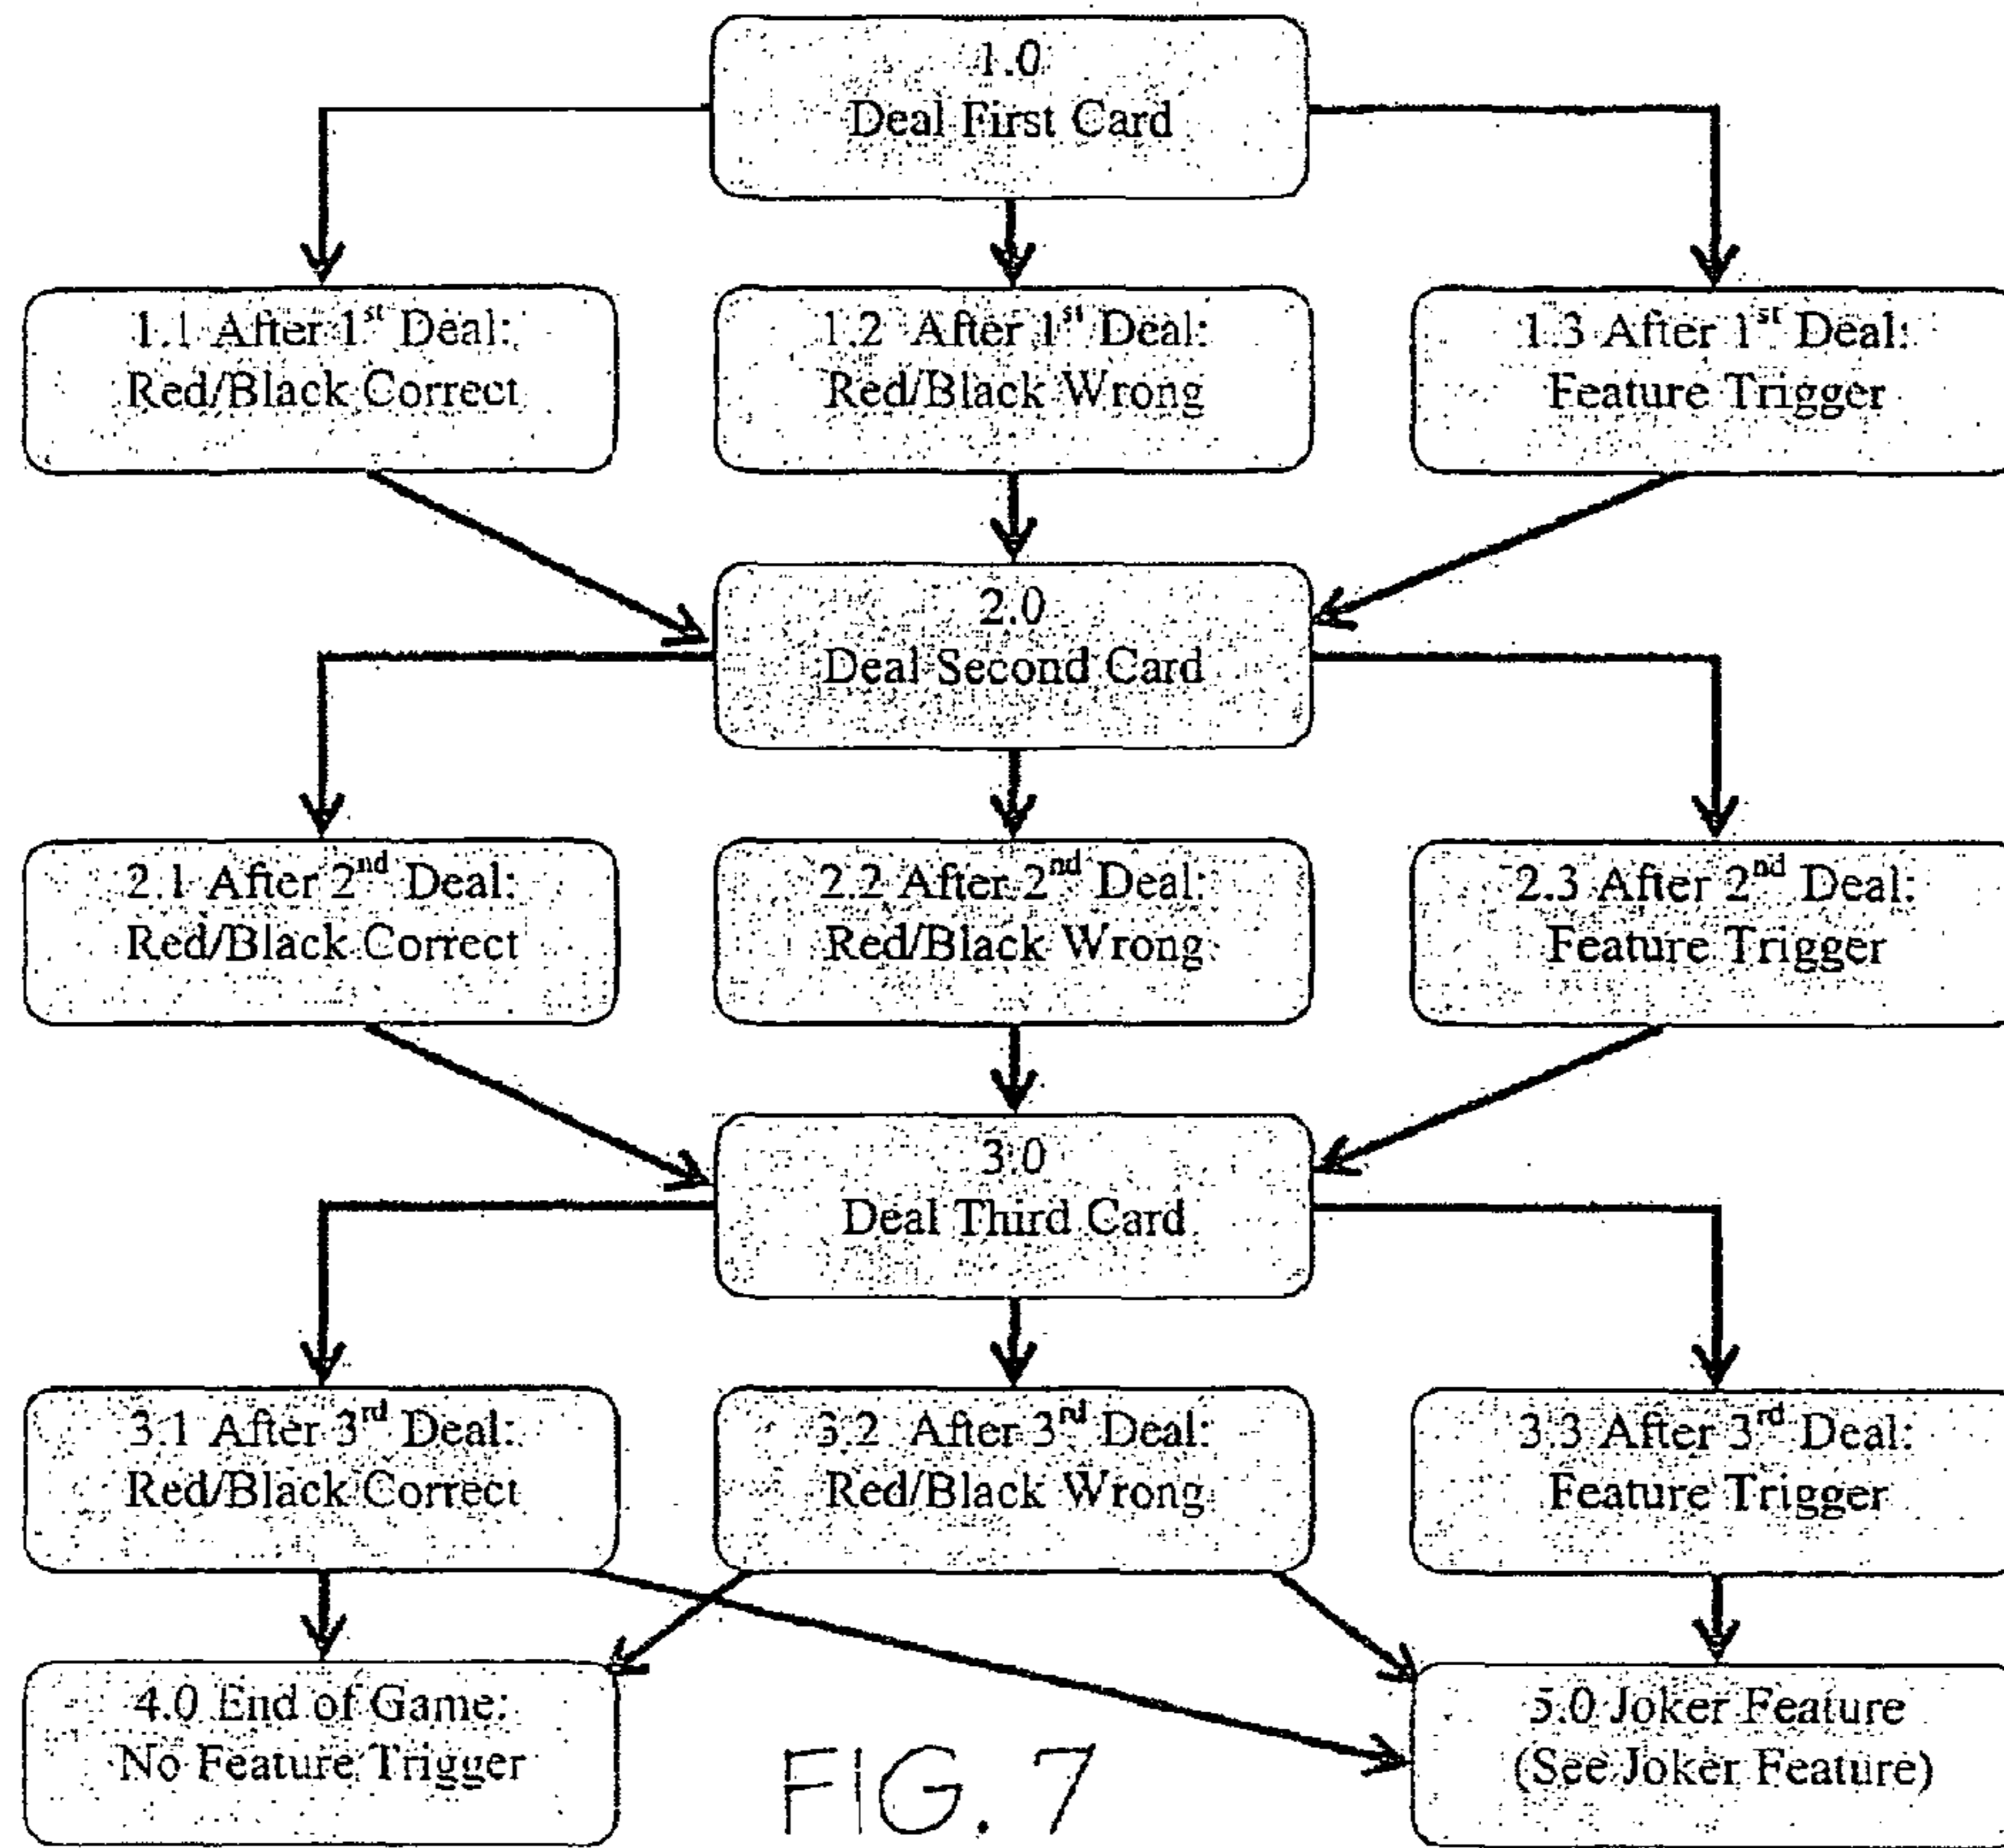 1.0
Deal First Card
1.1 After 1st Deal:
Red/Black Correct
1.2 After 1st Deal:
Red/Black Wrong
1.3 After 1st Deal:
Feature Trigger
2.0
Deal Second Card
2.1 After 2nd Deal:
Red/Black Correct
2.2 After 2nd Deal:
Red/Black Wrong
2.3 After 2nd Deal:
Feature Trigger
3.0
Deal Third Card
3.1 After 3rd Deal:
Red/Black Correct
3.2 After 3rd Deal:
Red/Black Wrong
3.3 After 3rd Deal:
Feature Trigger
4.0 End of Game:
No Feature Trigger
5.0 Joker Feature
(See Joker Feature)
FIG. 7